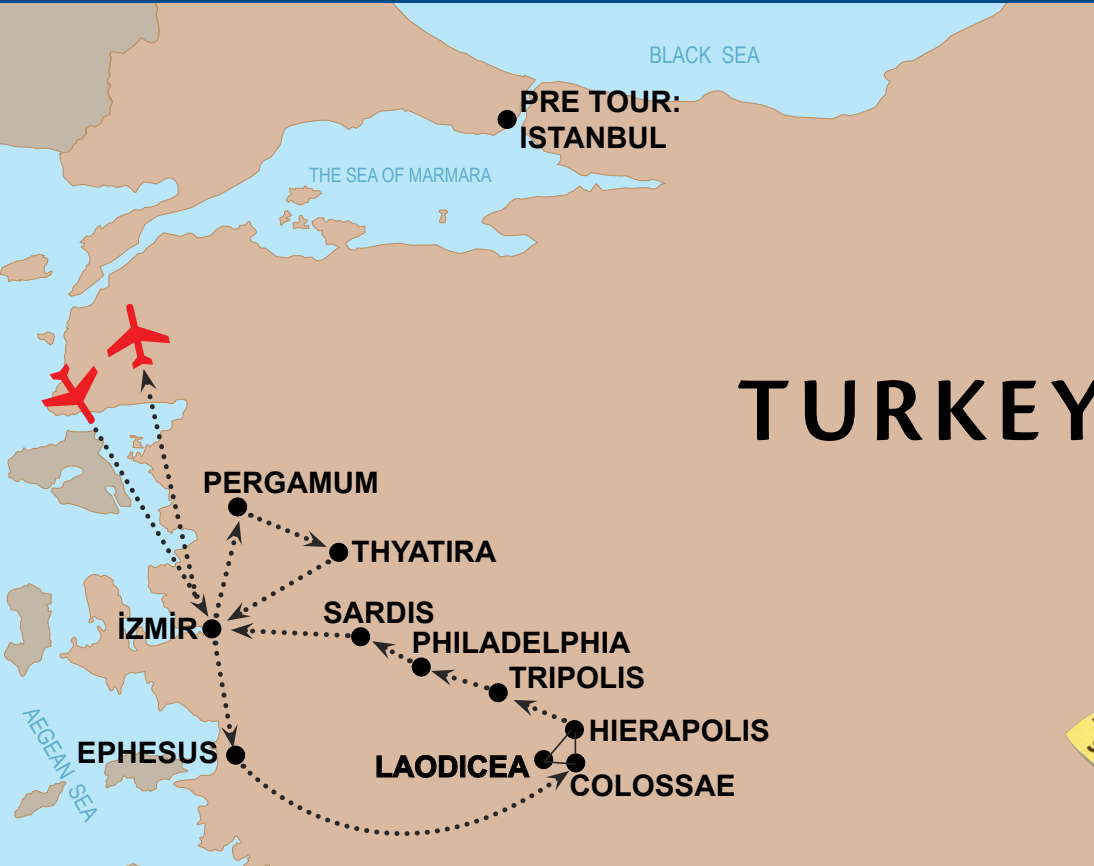 BLACK SEA
PRE TOUR:
ISTANBUL
THE SEA OF MARMARA
TURKEY
PERGAMUM
THYATIRA
SARDIS
İZMİR
PHILADELPHIA
TRIPOLIS
HIERAPOLIS
EPHESUS
LAODICEA
COLOSSAE
AEGEAN SEA